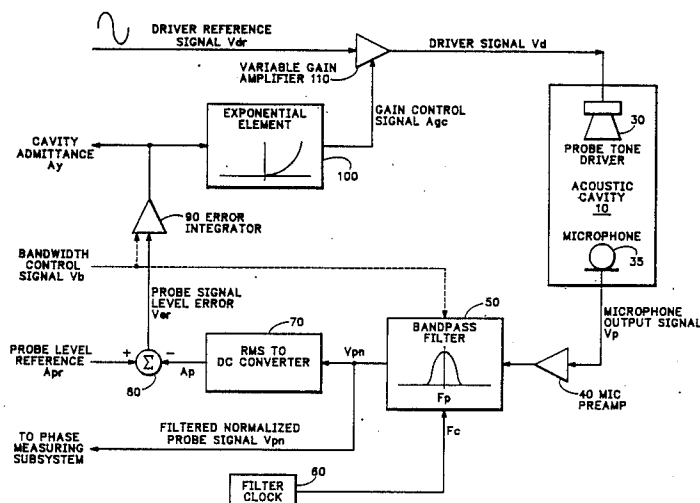 DRIVER REFERENCE
SIGNAL Vdr
DRIVER SIGNAL Vd
VARIABLE GAIN
AMPLIFIER 110
EXPONENTIAL
ELEMENT
100
GAIN CONTROL
SIGNAL Agc
30
PROBE TONE
DRIVER
ACOUSTIC
CAVITY
10
MICROPHONE
35
CAVITY
ADMITTANCE
Ay
90 ERROR
INTEGRATOR
BANDWIDTH
CONTROL
SIGNAL Vb
PROBE SIGNAL
LEVEL ERROR
Ver
70
RMS TO
DC CONVERTER
50
BANDPASS
FILTER
Fp
MICROPHONE
OUTPUT SIGNAL
Vp
40 MIC
PREAMP
PROBE LEVEL
REFERENCE
Apr
+
Σ
−
80
Ap
Vpn
TO PHASE
MEASURING
SUBSYSTEM
FILTERED NORMALIZED
PROBE SIGNAL Vpn
Fc
FILTER
CLOCK
60